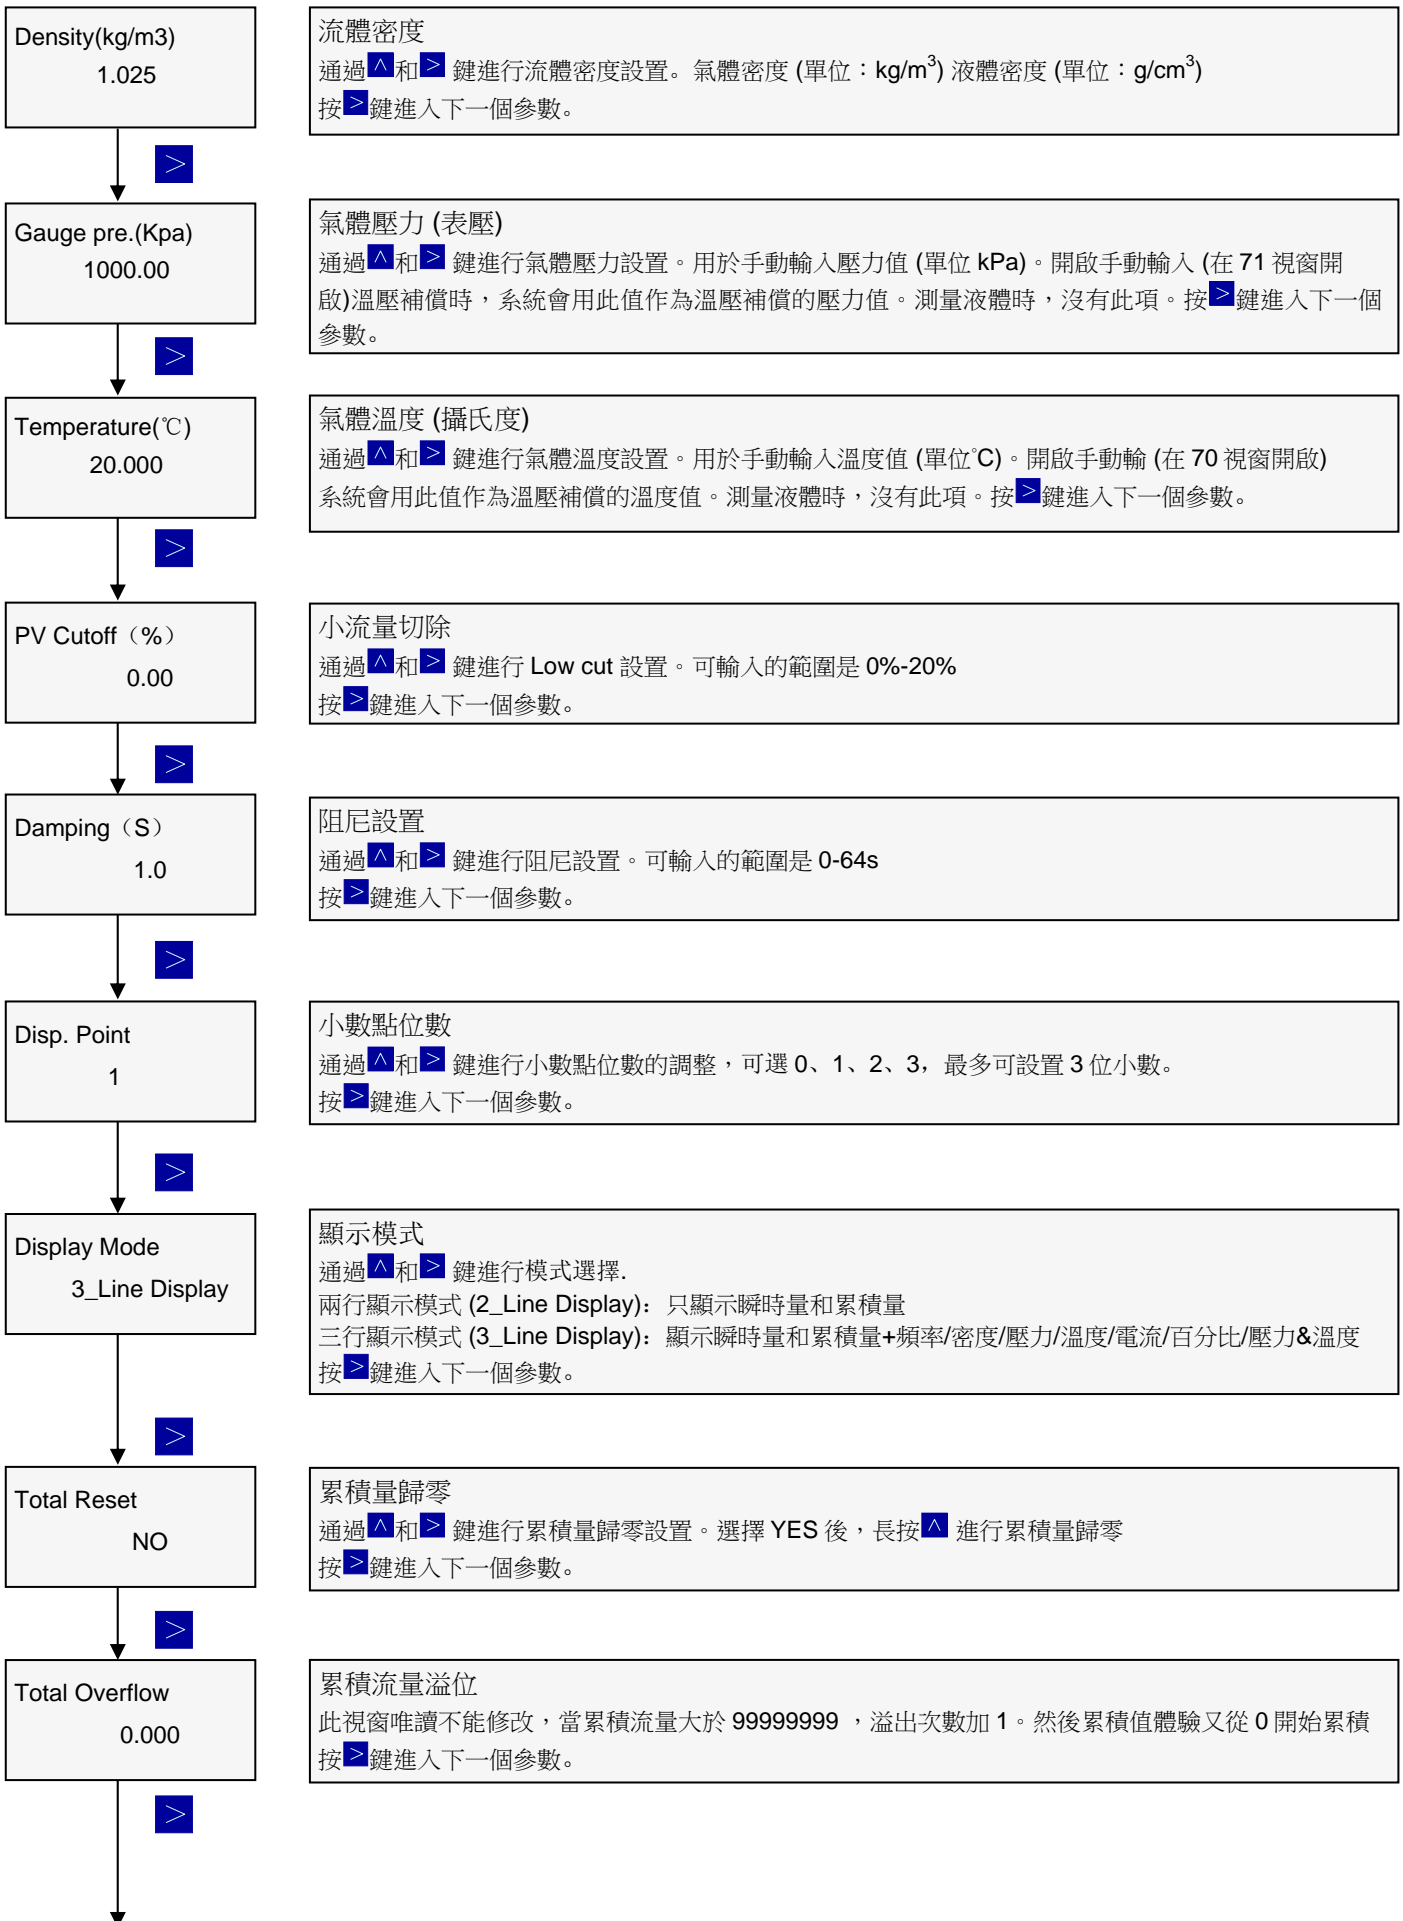 Density(kg/m3)
1.025
流體密度
通過^和> 鍵進行流體密度設置。氣體密度 (單位：kg/m³) 液體密度 (單位：g/cm³)
按>鍵進入下一個參數。
>
Gauge pre.(Kpa)
1000.00
氣體壓力 (表壓)
通過^和> 鍵進行氣體壓力設置。用於手動輸入壓力值 (單位 kPa)。開啟手動輸入 (在 71 視窗開
啟)溫壓補償時，系統會用此值作為溫壓補償的壓力值。測量液體時，沒有此項。按>鍵進入下一個
參數。
>
Temperature(℃)
20.000
氣體溫度 (攝氏度)
通過^和> 鍵進行氣體溫度設置。用於手動輸入溫度值 (單位°C)。開啟手動輸 (在 70 視窗開啟)
系統會用此值作為溫壓補償的溫度值。測量液體時，沒有此項。按>鍵進入下一個參數。
>
PV Cutoff（%）
0.00
小流量切除
通過^和> 鍵進行 Low cut 設置。可輸入的範圍是 0%-20%
按>鍵進入下一個參數。
>
Damping（S）
1.0
阻尼設置
通過^和> 鍵進行阻尼設置。可輸入的範圍是 0-64s
按>鍵進入下一個參數。
>
Disp. Point
1
小數點位數
通過^和> 鍵進行小數點位數的調整，可選 0、1、2、3，最多可設置 3 位小數。
按>鍵進入下一個參數。
>
Display Mode
3_Line Display
顯示模式
通過^和> 鍵進行模式選擇.
兩行顯示模式 (2_Line Display)：只顯示瞬時量和累積量
三行顯示模式 (3_Line Display)：顯示瞬時量和累積量+頻率/密度/壓力/溫度/電流/百分比/壓力&溫度
按>鍵進入下一個參數。
>
Total Reset
NO
累積量歸零
通過^和> 鍵進行累積量歸零設置。選擇 YES 後，長按^ 進行累積量歸零
按>鍵進入下一個參數。
>
Total Overflow
0.000
累積流量溢位
此視窗唯讀不能修改，當累積流量大於 99999999 ，溢出次數加 1。然後累積值體驗又從 0 開始累積
按>鍵進入下一個參數。
>